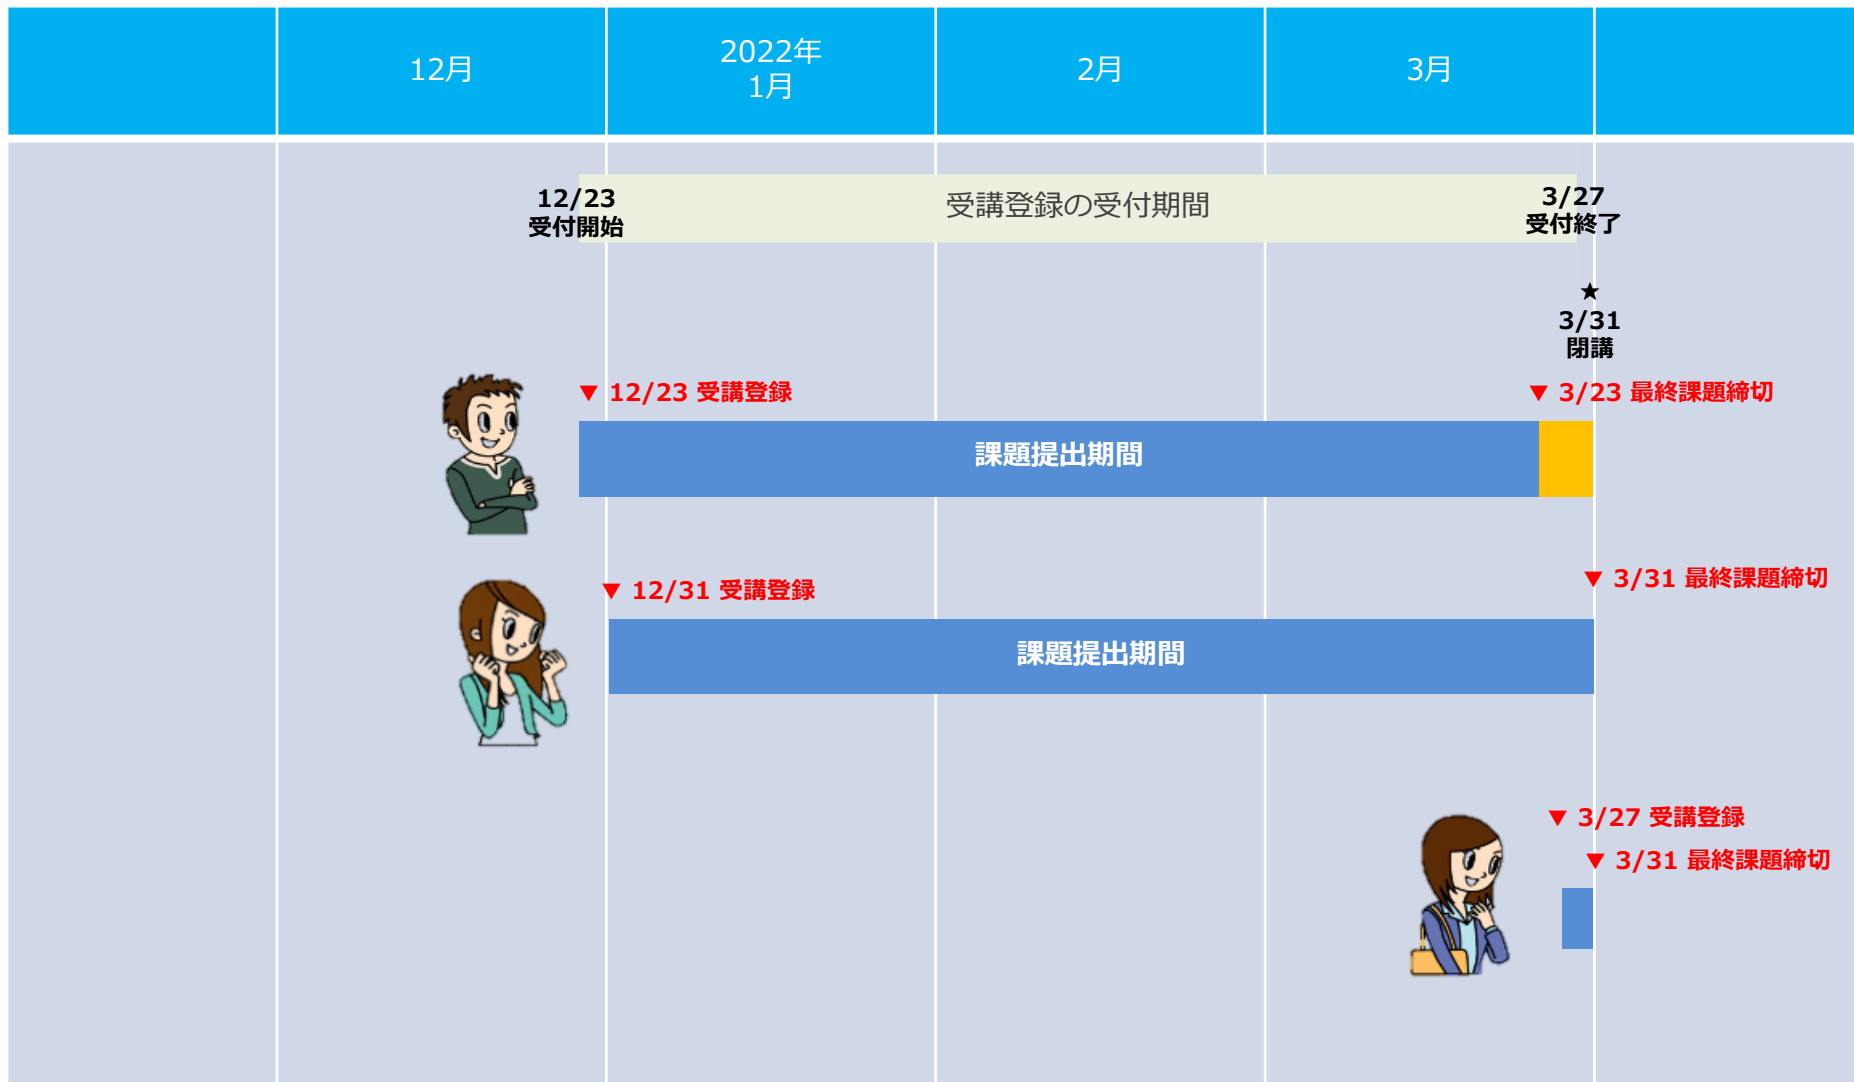 12月
2022年
1月
2月
3月
12/23
受付開始
受講登録の受付期間
3/27
受付終了
★
3/31
閉講
▼ 12/23 受講登録
▼ 3/23 最終課題締切
課題提出期間
▼ 12/31 受講登録
▼ 3/31 最終課題締切
課題提出期間
▼ 3/27 受講登録
▼ 3/31 最終課題締切